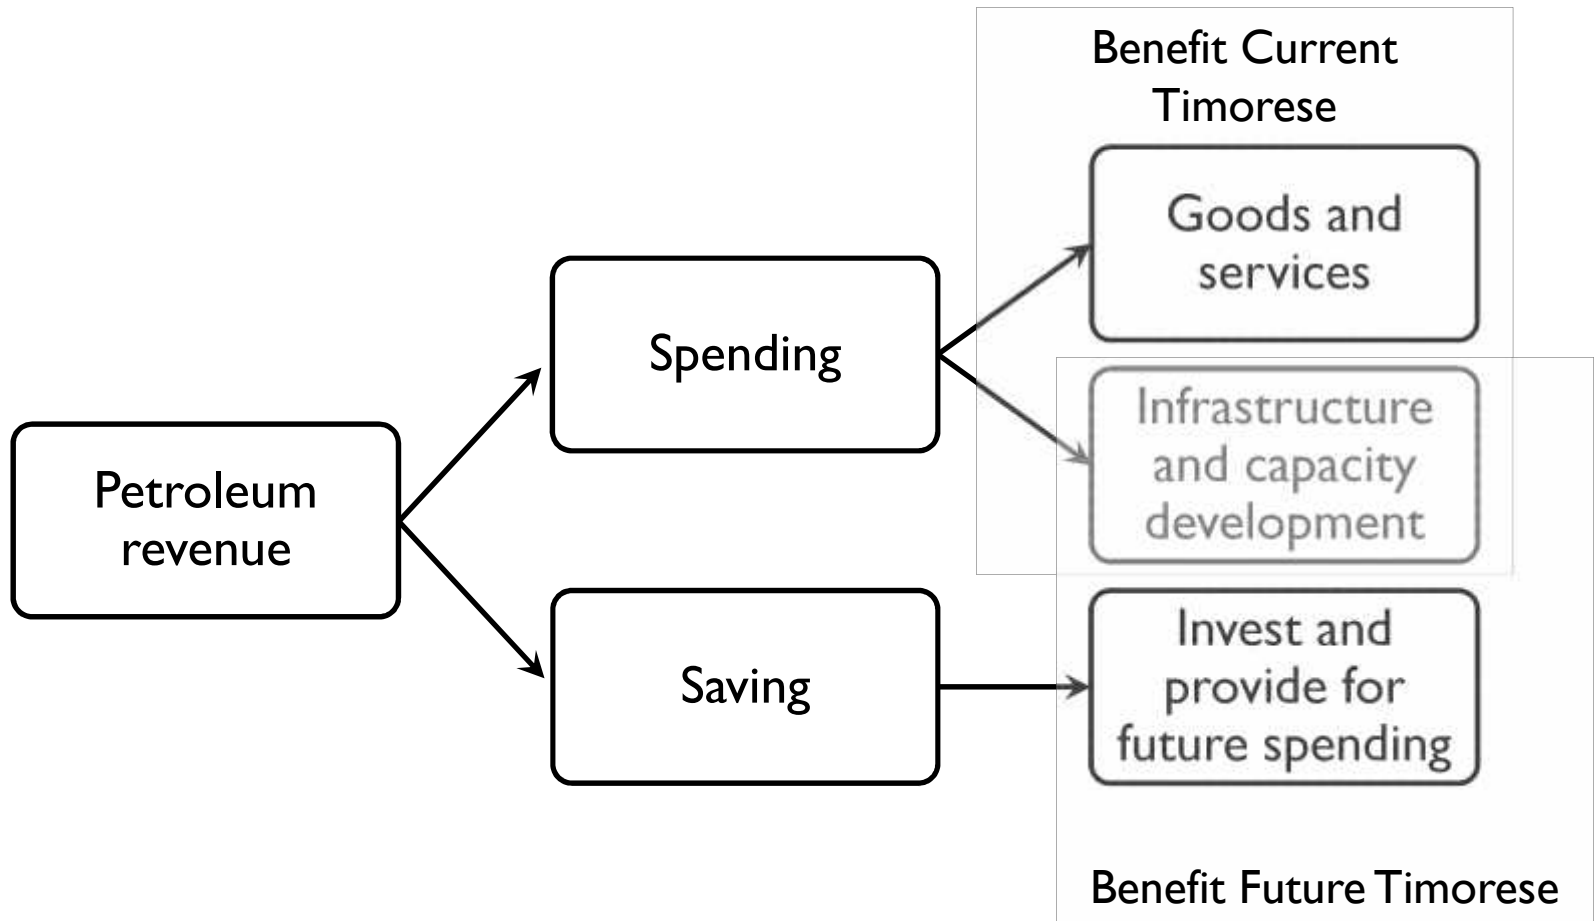 Benefit Current
Timorese
Goods and
services
Spending
Infrastructure
and capacity
development
Petroleum
revenue
Saving
Invest and
provide for
future spending
Benefit Future Timorese